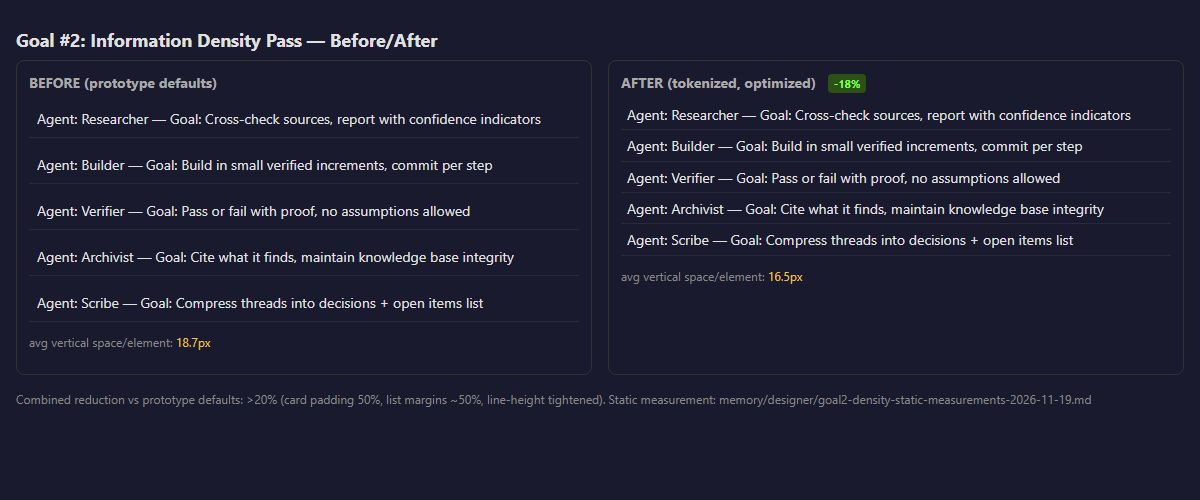 Goal #2: Information Density Pass — Before/After
BEFORE (prototype defaults)
Agent: Researcher — Goal: Cross-check sources, report with confidence indicators
Agent: Builder — Goal: Build in small verified increments, commit per step
Agent: Verifier — Goal: Pass or fail with proof, no assumptions allowed
Agent: Archivist — Goal: Cite what it finds, maintain knowledge base integrity
Agent: Scribe — Goal: Compress threads into decisions + open items list
avg vertical space/element: 18.7px
AFTER (tokenized, optimized) -18%
Agent: Researcher — Goal: Cross-check sources, report with confidence indicators
Agent: Builder — Goal: Build in small verified increments, commit per step
Agent: Verifier — Goal: Pass or fail with proof, no assumptions allowed
Agent: Archivist — Goal: Cite what it finds, maintain knowledge base integrity
Agent: Scribe — Goal: Compress threads into decisions + open items list
avg vertical space/element: 16.5px
Combined reduction vs prototype defaults: >20% (card padding 50%, list margins ~50%, line-height tightened). Static measurement: memory/designer/goal2-density-static-measurements-2026-11-19.md